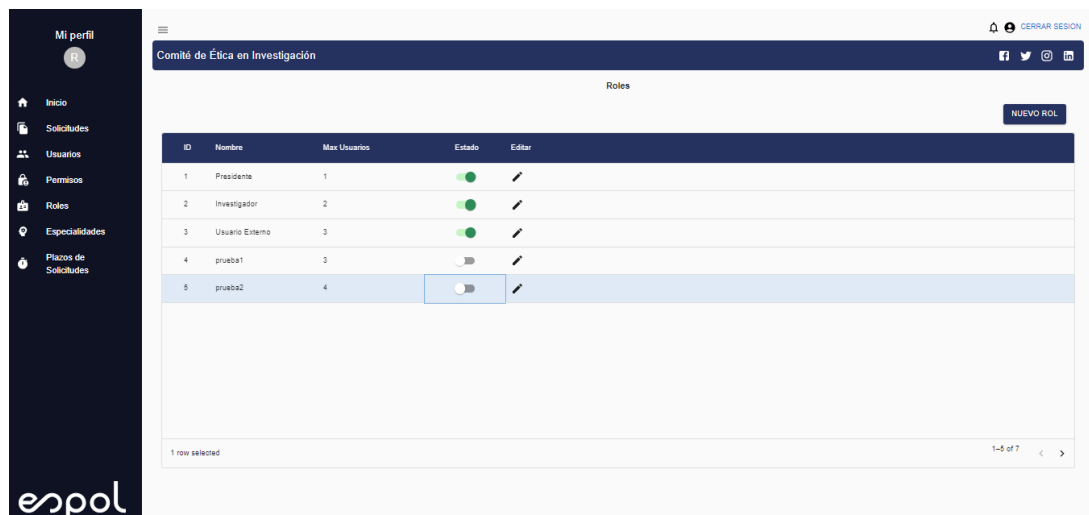 Mi perfil
R
Inicio
Solicitudes
Usuarios
Permisos
Roles
Especialidades
Plazos de
Solicitudes
espol
CERRAR SESION
Comité de Ética en Investigación
Roles
NUEVO ROL
ID Nombre Max Usuarios Estado Editar
1 Presidente 1
2 Investigador 2
3 Usuario Externo 3
4 prueba1 3
5 prueba2 4
1 row selected
1–5 of 7